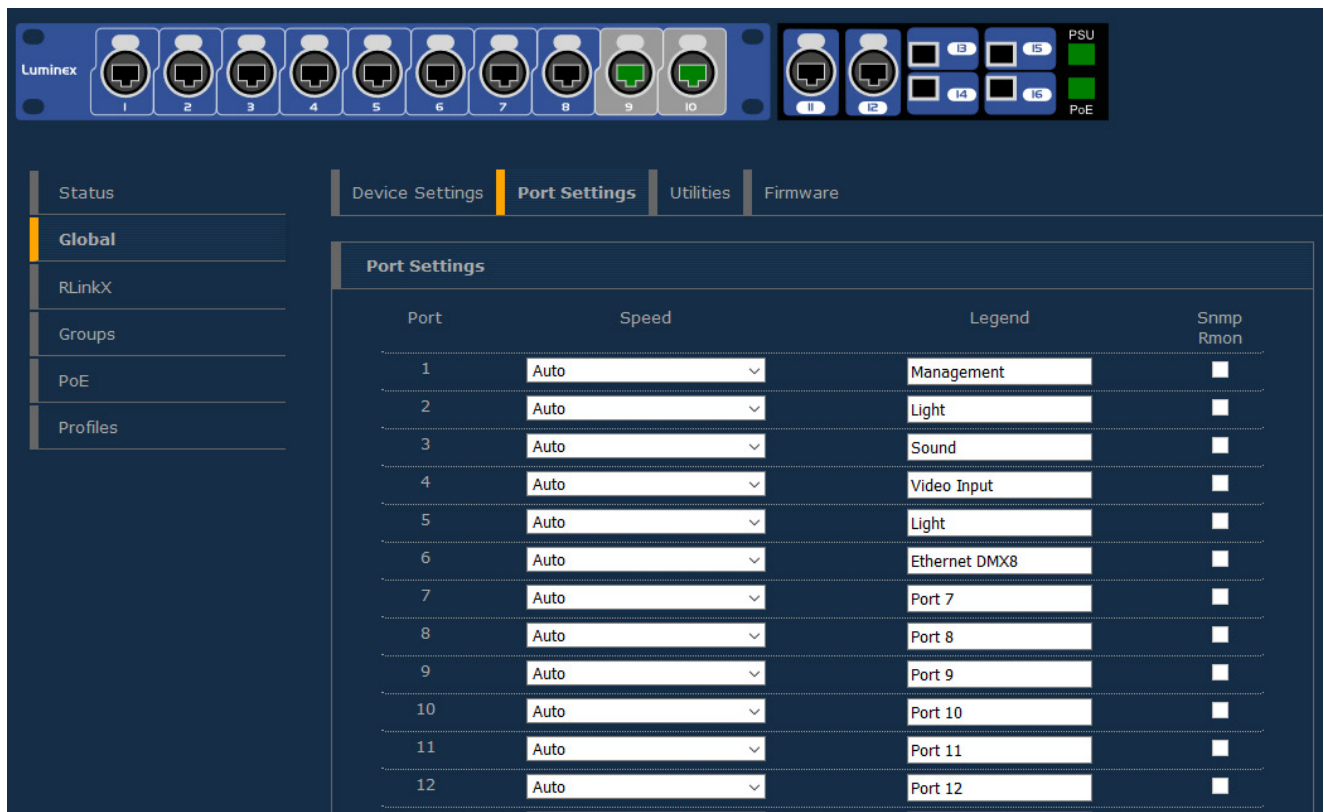 PSU
Luminex
13 15
1 2 3 4 5 6 7 8 9 10 11 12 14 16
PoE
Status
Global
RLinkX
Groups
PoE
Profiles
Device Settings Port Settings Utilities Firmware
Port Settings
Port Speed Legend Snmp Rmon
1 Auto Management
2 Auto Light
3 Auto Sound
4 Auto Video Input
5 Auto Light
6 Auto Ethernet DMX8
7 Auto Port 7
8 Auto Port 8
9 Auto Port 9
10 Auto Port 10
11 Auto Port 11
12 Auto Port 12